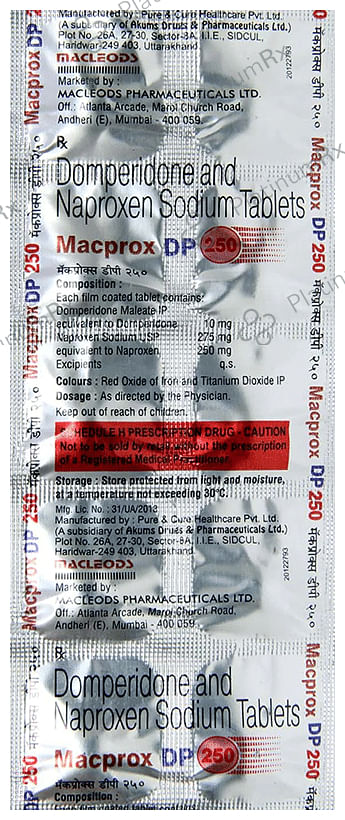 Manufactured by : Pure & Cure Healthcare Pvt. Ltd.
(A subsidiary of Akums Drugs & Pharmaceuticals Ltd.)
Plot No. 26A, 27-30, Sector-8A, I.I.E., SIDCUL,
Haridwar-249 403, Uttarakhand.
MACLEODS
Marketed by :
MACLEODS PHARMACEUTICALS LTD.
Off.: Atlanta Arcade, Marol Church Road,
Andheri (E), Mumbai - 400 059.
20122793
Rx
Domperidone and
Naproxen Sodium Tablets
Macprox DP 250
मॅकप्रोक्स डीपी २५०
Composition :
Each film coated tablet contains:
Domperidone Maleate IP
equivalent to Domperidone 10 mg
Naproxen Sodium USP 275 mg
equivalent to Naproxen 250 mg
Excipients q.s.
Colours : Red Oxide of Iron and Titanium Dioxide IP
Dosage : As directed by the Physician.
Keep out of reach of children.
SCHEDULE H PRESCRIPTION DRUG - CAUTION
Not to be sold by retail without the prescription
of a Registered Medical Practitioner.
Storage : Store protected from light and moisture,
at a temperature not exceeding 30°C.
Mfg. Lic. No. : 31/UA/2013
Manufactured by : Pure & Cure Healthcare Pvt. Ltd.
(A subsidiary of Akums Drugs & Pharmaceuticals Ltd.)
Plot No. 26A, 27-30, Sector-8A, I.I.E., SIDCUL,
Haridwar-249 403, Uttarakhand.
MACLEODS
Marketed by :
MACLEODS PHARMACEUTICALS LTD.
Off.: Atlanta Arcade, Marol Church Road,
Andheri (E), Mumbai - 400 059.
20122793
Rx
Domperidone and
Naproxen Sodium Tablets
Macprox DP 250
मॅकप्रोक्स डीपी २५०
Composition :
Each film coated tablet contains:
Macprox DP 250 मॅकप्रोक्स डीपी २५०
Macprox DP 250 मॅकप्रोक्स डीपी २५०
PlatinumRx